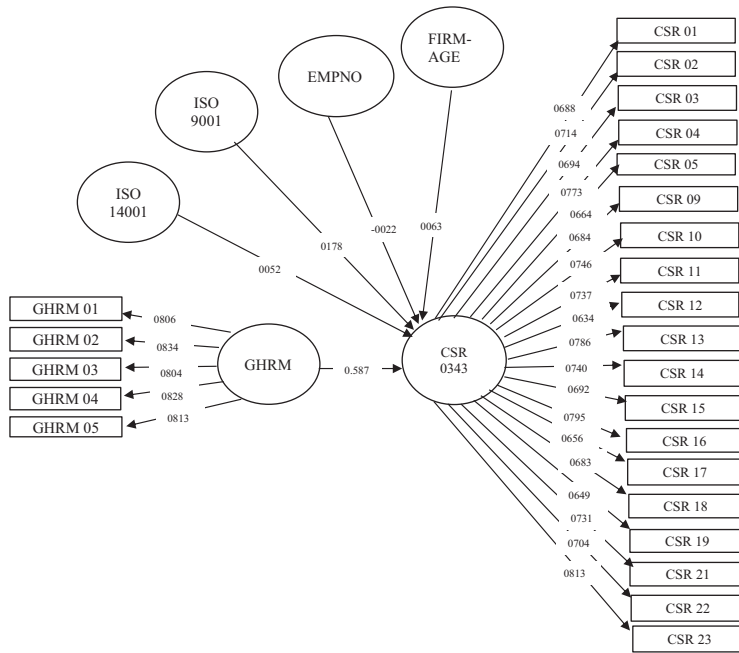 FIRM-
AGE
EMPNO
ISO
9001
ISO
14001
0052
0178
-0022
0063
GHRM 01
GHRM 02
GHRM 03
GHRM 04
GHRM 05
0806
0834
0804
0828
0813
GHRM
0.587
CSR
0343
0688
0714
0694
0773
0664
0684
0746
0737
0634
0786
0740
0692
0795
0656
0683
0649
0731
0704
0813
CSR 01
CSR 02
CSR 03
CSR 04
CSR 05
CSR 09
CSR 10
CSR 11
CSR 12
CSR 13
CSR 14
CSR 15
CSR 16
CSR 17
CSR 18
CSR 19
CSR 21
CSR 22
CSR 23